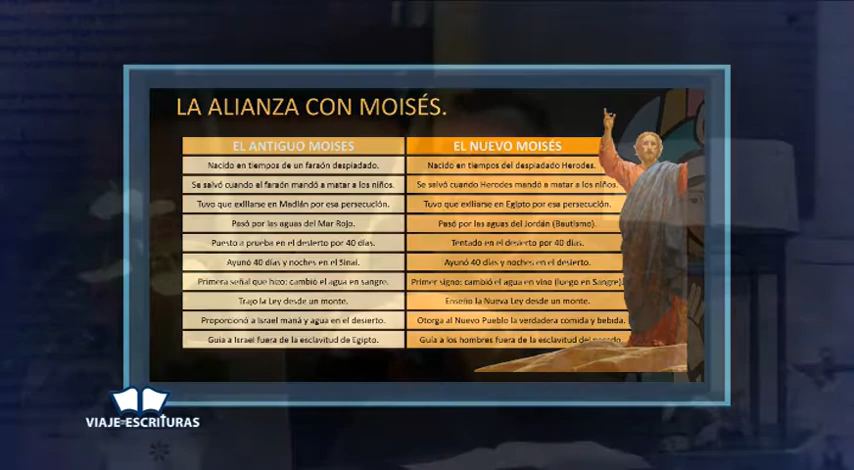 LA ALIANZA CON MOISÉS.
EL ANTIGUO MOISES EL NUEVO MOISÉS
Nacido en tiempos de un faraón despiadado. Nacido en tiempos del despiadado Herodes.
Se salvó cuando el faraón mandó a matar a los niños. Se salvó cuando Herodes mandó a matar a los niños.
Tuvo que exiliarse en Madián por esa persecución. Tuvo que exiliarse en Egipto por esa persecución.
Pasó por las aguas del Mar Rojo. Pasó por las aguas del Jordán (Bautismo).
Puesto a prueba en el desierto por 40 días. Tentado en el desierto por 40 días.
Ayunó 40 días y noches en el Sinaí. Ayunó 40 días y noches en el desierto.
Primera señal que hizo: cambió el agua en sangre. Primer signo: cambió el agua en vino (luego en Sangre).
Trajo la Ley desde un monte. Enseño la Nueva Ley desde un monte.
Proporcionó a Israel maná y agua en el desierto. Otorga al Nuevo Pueblo la verdadera comida y bebida.
Guía a Israel fuera de la esclavitud de Egipto. Guía a los hombres fuera de la esclavitud del pecado.
VIAJE ESCRITURAS